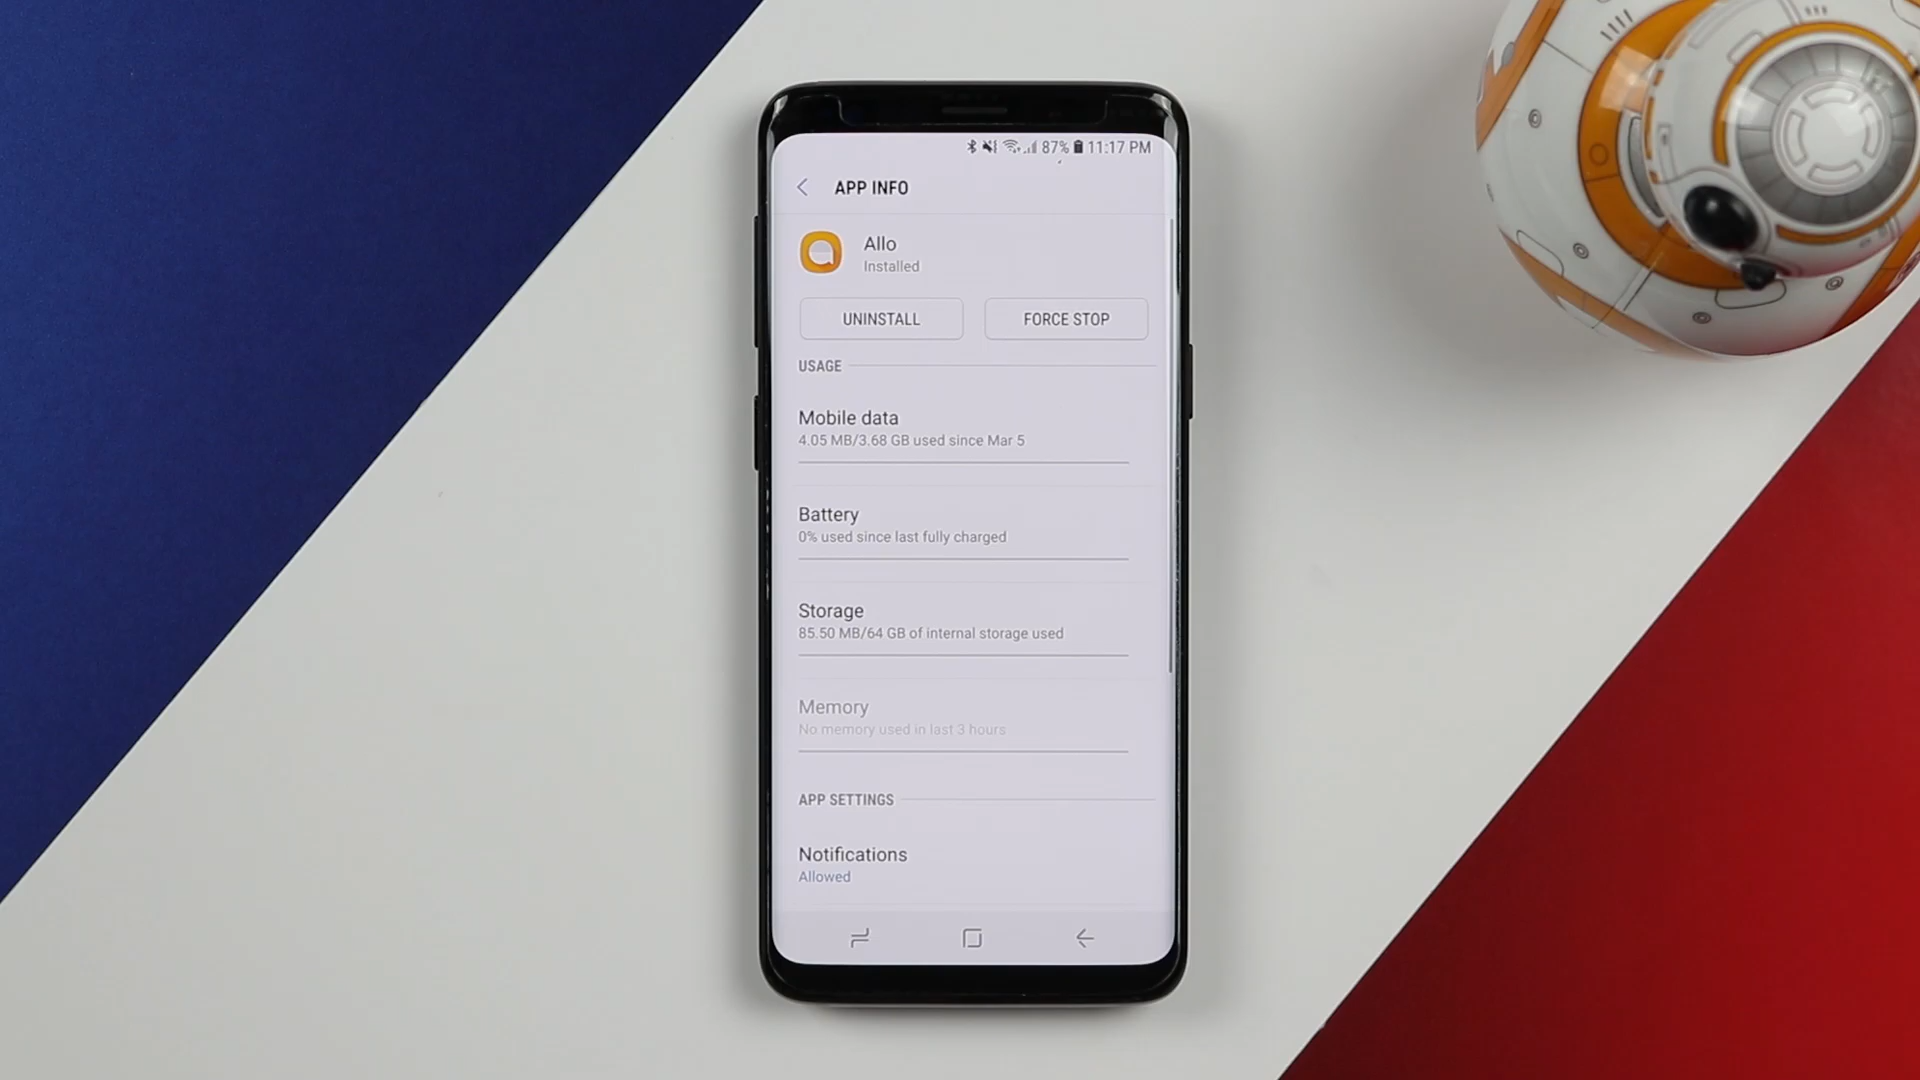 87% 11:17 PM
APP INFO
Allo
Installed
UNINSTALL FORCE STOP
USAGE
Mobile data
4.05 MB/3.68 GB used since Mar 5
Battery
0% used since last fully charged
Storage
85.50 MB/64 GB of internal storage used
Memory
No memory used in last 3 hours
APP SETTINGS
Notifications
Allowed